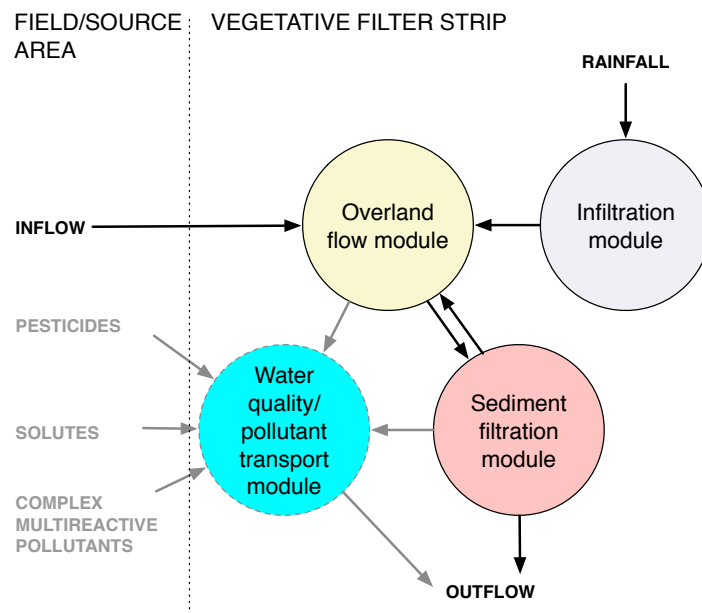 FIELD/SOURCE
AREA
VEGETATIVE FILTER STRIP
RAINFALL
Overland
flow module
Infiltration
module
INFLOW
PESTICIDES
SOLUTES
COMPLEX
MULTIREACTIVE
POLLUTANTS
Water
quality/
pollutant
transport
module
Sediment
filtration
module
OUTFLOW